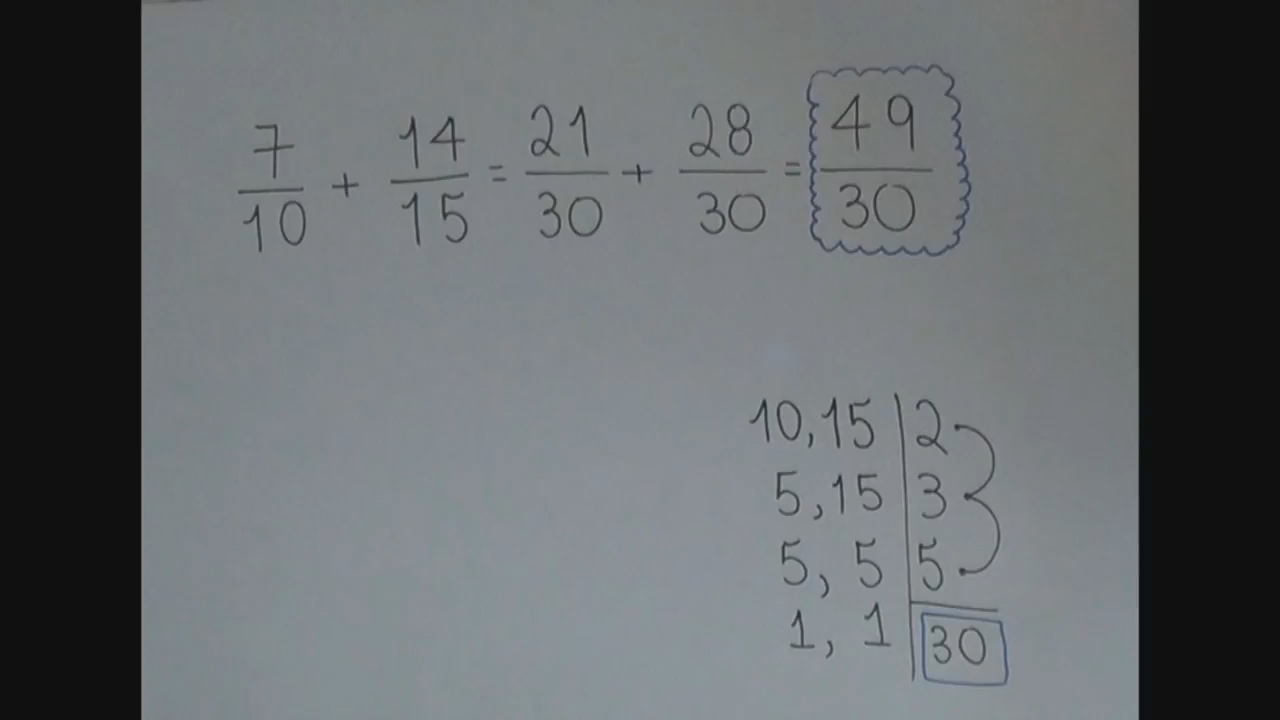 7/10 + 14/15 = 21/30 + 28/30 = 49/30
10,15 | 2
5,15 | 3
5, 5 | 5
1, 1 | 30